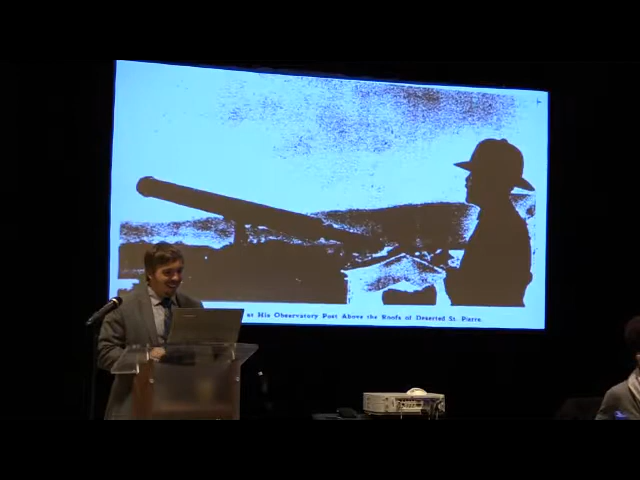 at His Observatory Post Above the Roofs of Deserted St. Pierre.